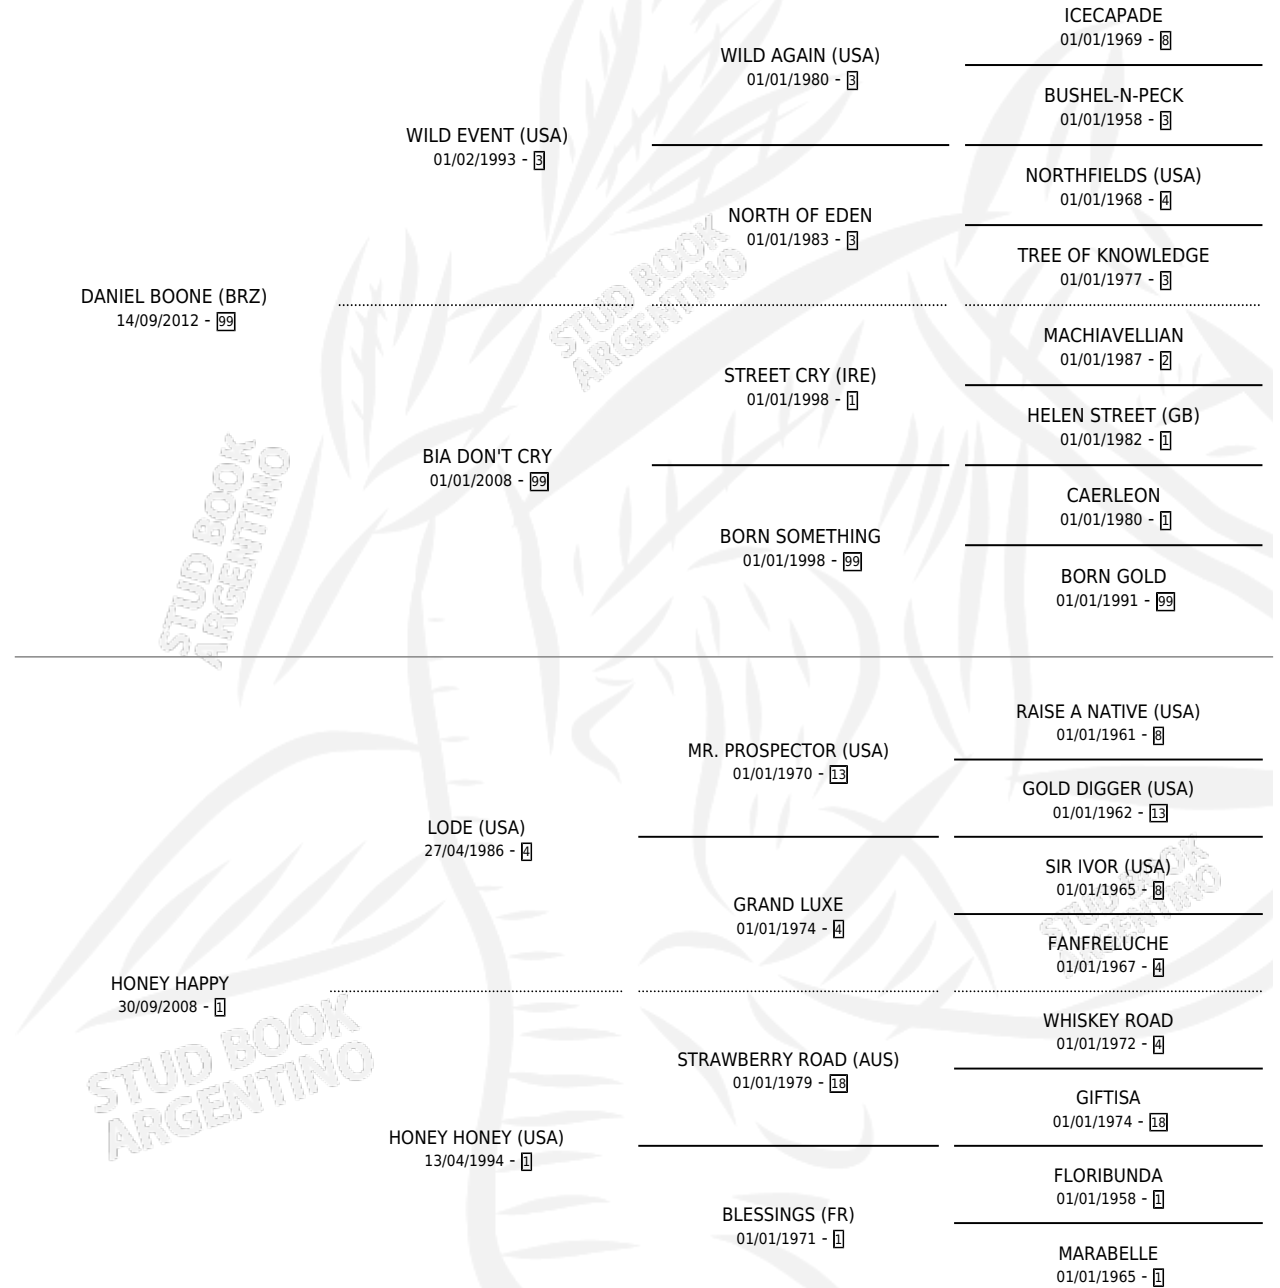 ICECAPADE
01/01/1969 - 8
WILD AGAIN (USA)
01/01/1980 - 3
BUSHEL-N-PECK
01/01/1958 - 3
WILD EVENT (USA)
01/02/1993 - 3
NORTHFIELDS (USA)
01/01/1968 - 4
NORTH OF EDEN
01/01/1983 - 3
TREE OF KNOWLEDGE
01/01/1977 - 3
DANIEL BOONE (BRZ)
14/09/2012 - 99
MACHIAVELLIAN
01/01/1987 - 2
STREET CRY (IRE)
01/01/1998 - 1
HELEN STREET (GB)
01/01/1982 - 1
BIA DON'T CRY
01/01/2008 - 99
CAERLEON
01/01/1980 - 1
BORN SOMETHING
01/01/1998 - 99
BORN GOLD
01/01/1991 - 99
RAISE A NATIVE (USA)
01/01/1961 - 8
MR. PROSPECTOR (USA)
01/01/1970 - 13
GOLD DIGGER (USA)
01/01/1962 - 13
LODE (USA)
27/04/1986 - 4
SIR IVOR (USA)
01/01/1965 - 8
GRAND LUXE
01/01/1974 - 4
FANFRELUCHE
01/01/1967 - 4
HONEY HAPPY
30/09/2008 - 1
WHISKEY ROAD
01/01/1972 - 4
STRAWBERRY ROAD (AUS)
01/01/1979 - 18
GIFTISA
01/01/1974 - 18
HONEY HONEY (USA)
13/04/1994 - 1
FLORIBUNDA
01/01/1958 - 1
BLESSINGS (FR)
01/01/1971 - 1
MARABELLE
01/01/1965 - 1
STUD BOOK
ARGENTINO
STUD BOOK
ARGENTINO
STUD BOOK
ARGENTINO
STUD BOOK
ARGENTINO